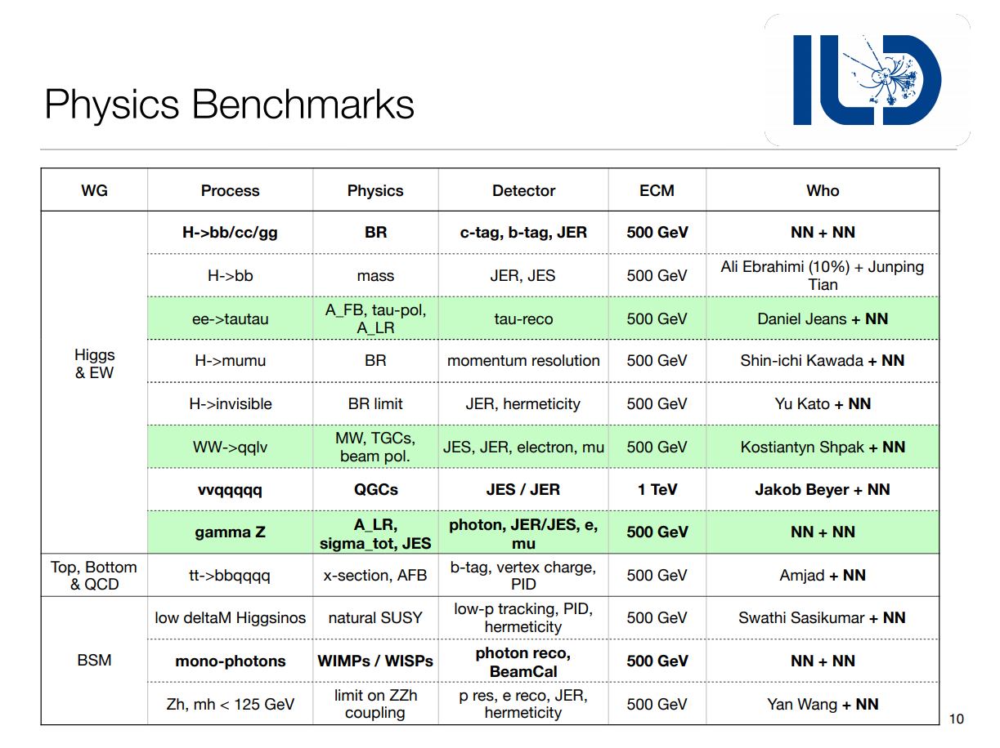 ILD
Physics Benchmarks
WG Process Physics Detector ECM Who
Higgs
& EW
H->bb/cc/gg BR c-tag, b-tag, JER 500 GeV NN + NN
H->bb mass JER, JES 500 GeV Ali Ebrahimi (10%) + Junping
Tian
ee->tautau A_FB, tau-pol,
A_LR
tau-reco 500 GeV Daniel Jeans + NN
H->mumu BR momentum resolution 500 GeV Shin-ichi Kawada + NN
H->invisible BR limit JER, hermeticity 500 GeV Yu Kato + NN
WW->qqlv MW, TGCs,
beam pol.
JES, JER, electron, mu 500 GeV Kostiantyn Shpak + NN
vvqqqqq QGCs JES / JER 1 TeV Jakob Beyer + NN
gamma Z A_LR,
sigma_tot, JES
photon, JER/JES, e,
mu
500 GeV NN + NN
Top, Bottom
& QCD
tt->bbqqqq x-section, AFB b-tag, vertex charge,
PID
500 GeV Amjad + NN
BSM
low deltaM Higgsinos natural SUSY low-p tracking, PID,
hermeticity
500 GeV Swathi Sasikumar + NN
mono-photons WIMPs / WISPs photon reco,
BeamCal
500 GeV NN + NN
Zh, mh < 125 GeV limit on ZZh
coupling
p res, e reco, JER,
hermeticity
500 GeV Yan Wang + NN
10